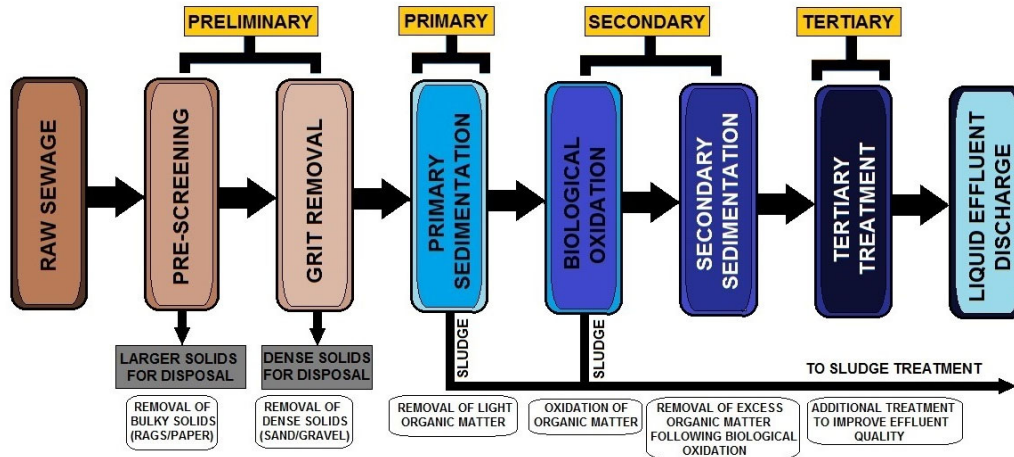 PRELIMINARY
PRIMARY
SECONDARY
TERTIARY
RAW SEWAGE
PRE-SCREENING
GRIT REMOVAL
PRIMARY
SEDIMENTATION
BIOLOGICAL
OXIDATION
SECONDARY
SEDIMENTATION
TERTIARY
TREATMENT
LIQUID EFFLUENT
DISCHARGE
LARGER SOLIDS
FOR DISPOSAL
DENSE SOLIDS
FOR DISPOSAL
SLUDGE
SLUDGE
TO SLUDGE TREATMENT
REMOVAL OF
BULKY SOLIDS
(RAGS/PAPER)
REMOVAL OF
DENSE SOLIDS
(SAND/GRAVEL)
REMOVAL OF LIGHT
ORGANIC MATTER
OXIDATION OF
ORGANIC MATTER
REMOVAL OF EXCESS
ORGANIC MATTER
FOLLOWING BIOLOGICAL
OXIDATION
ADDITIONAL TREATMENT
TO IMPROVE EFFLUENT
QUALITY